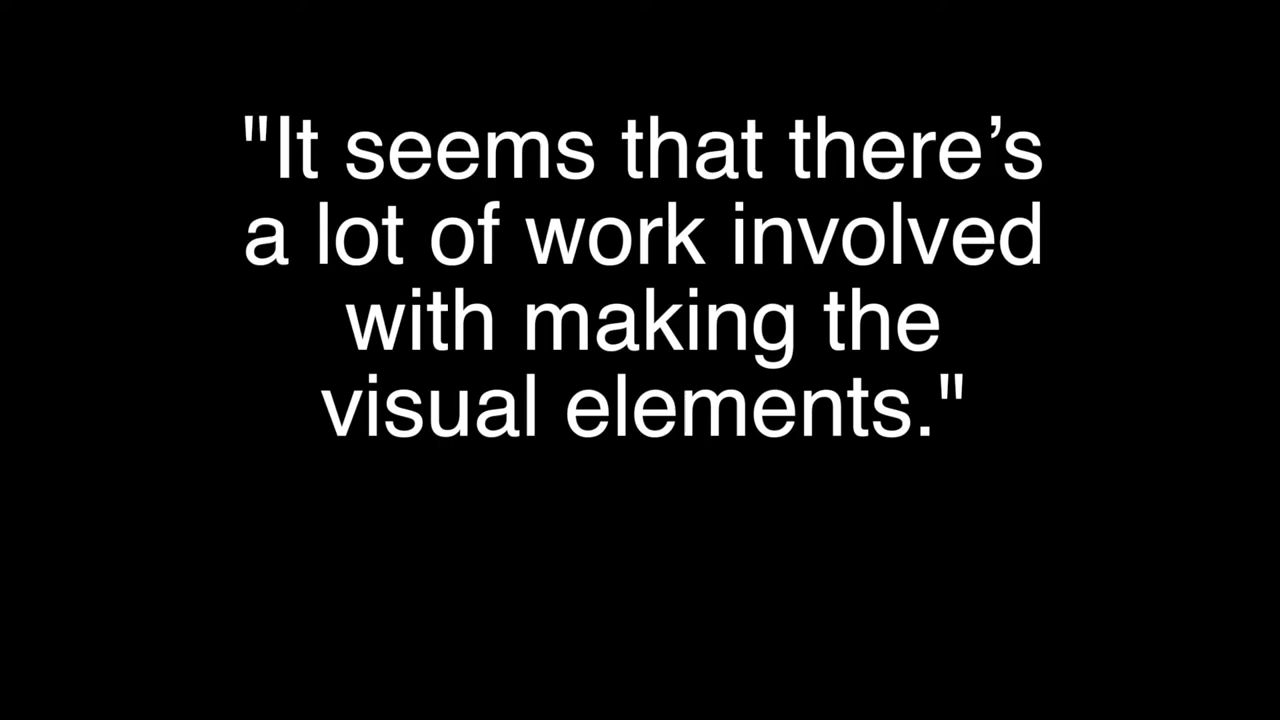 "It seems that there’s
a lot of work involved
with making the
visual elements."